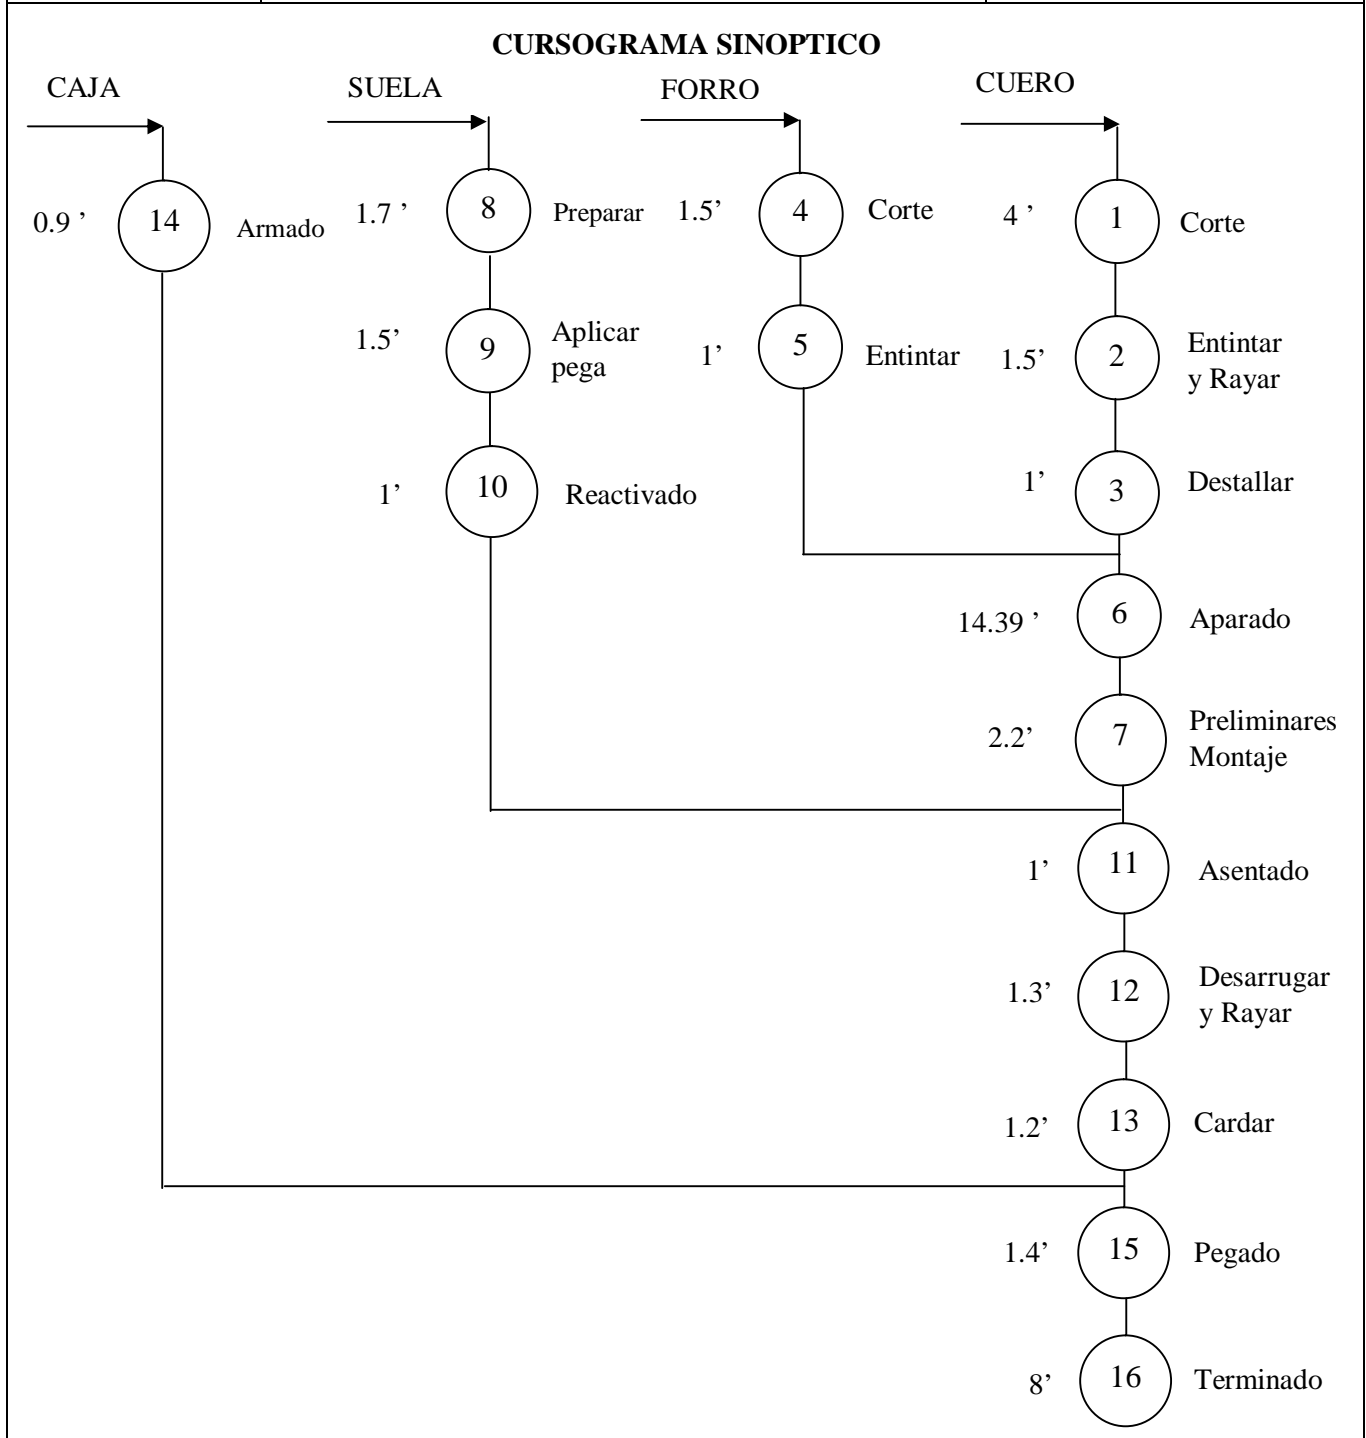 CURSOGRAMA SINOPTICO
CAJA
SUELA
FORRO
CUERO
0.9 ’
14
Armado
1.7 ’
8
Preparar
1.5’
9
Aplicar
pega
1’
10
Reactivado
1.5’
4
Corte
1’
5
Entintar
4 ’
1
Corte
1.5’
2
Entintar
y Rayar
1’
3
Destallar
14.39 ’
6
Aparado
2.2’
7
Preliminares
Montaje
1’
11
Asentado
1.3’
12
Desarrugar
y Rayar
1.2’
13
Cardar
1.4’
15
Pegado
8’
16
Terminado